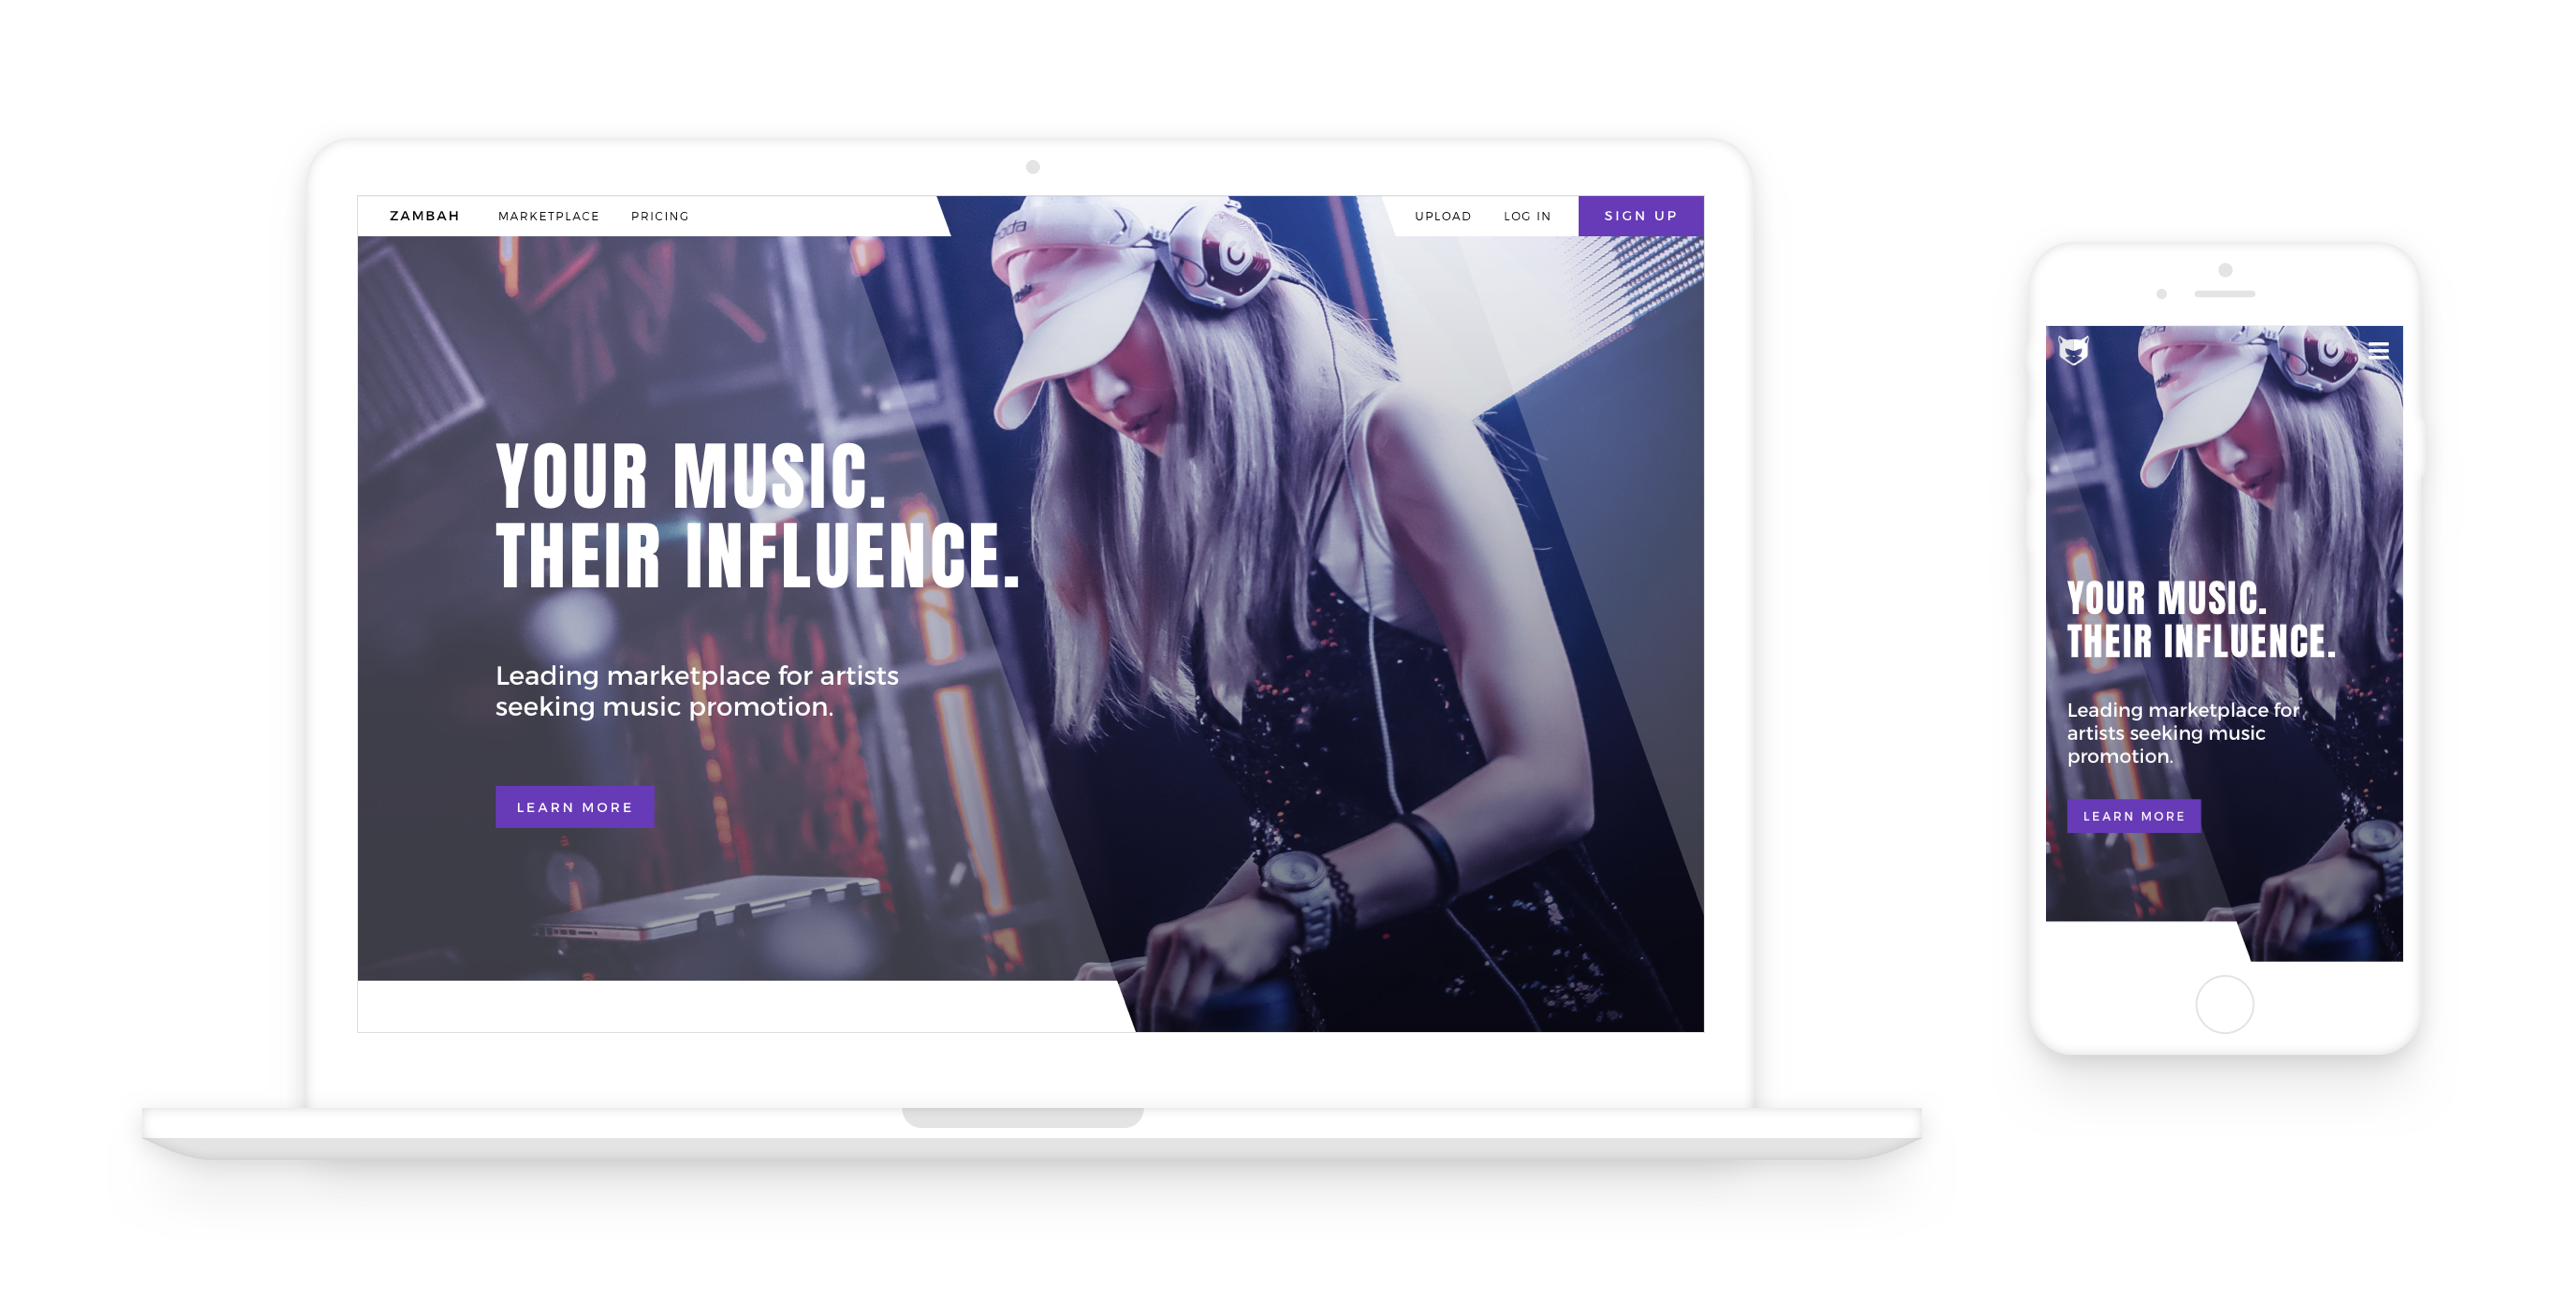 ZAMBAH MARKETPLACE PRICING UPLOAD LOG IN SIGN UP
YOUR MUSIC.
THEIR INFLUENCE.
Leading marketplace for artists
seeking music promotion.
LEARN MORE
YOUR MUSIC.
THEIR INFLUENCE.
Leading marketplace for
artists seeking music
promotion.
LEARN MORE